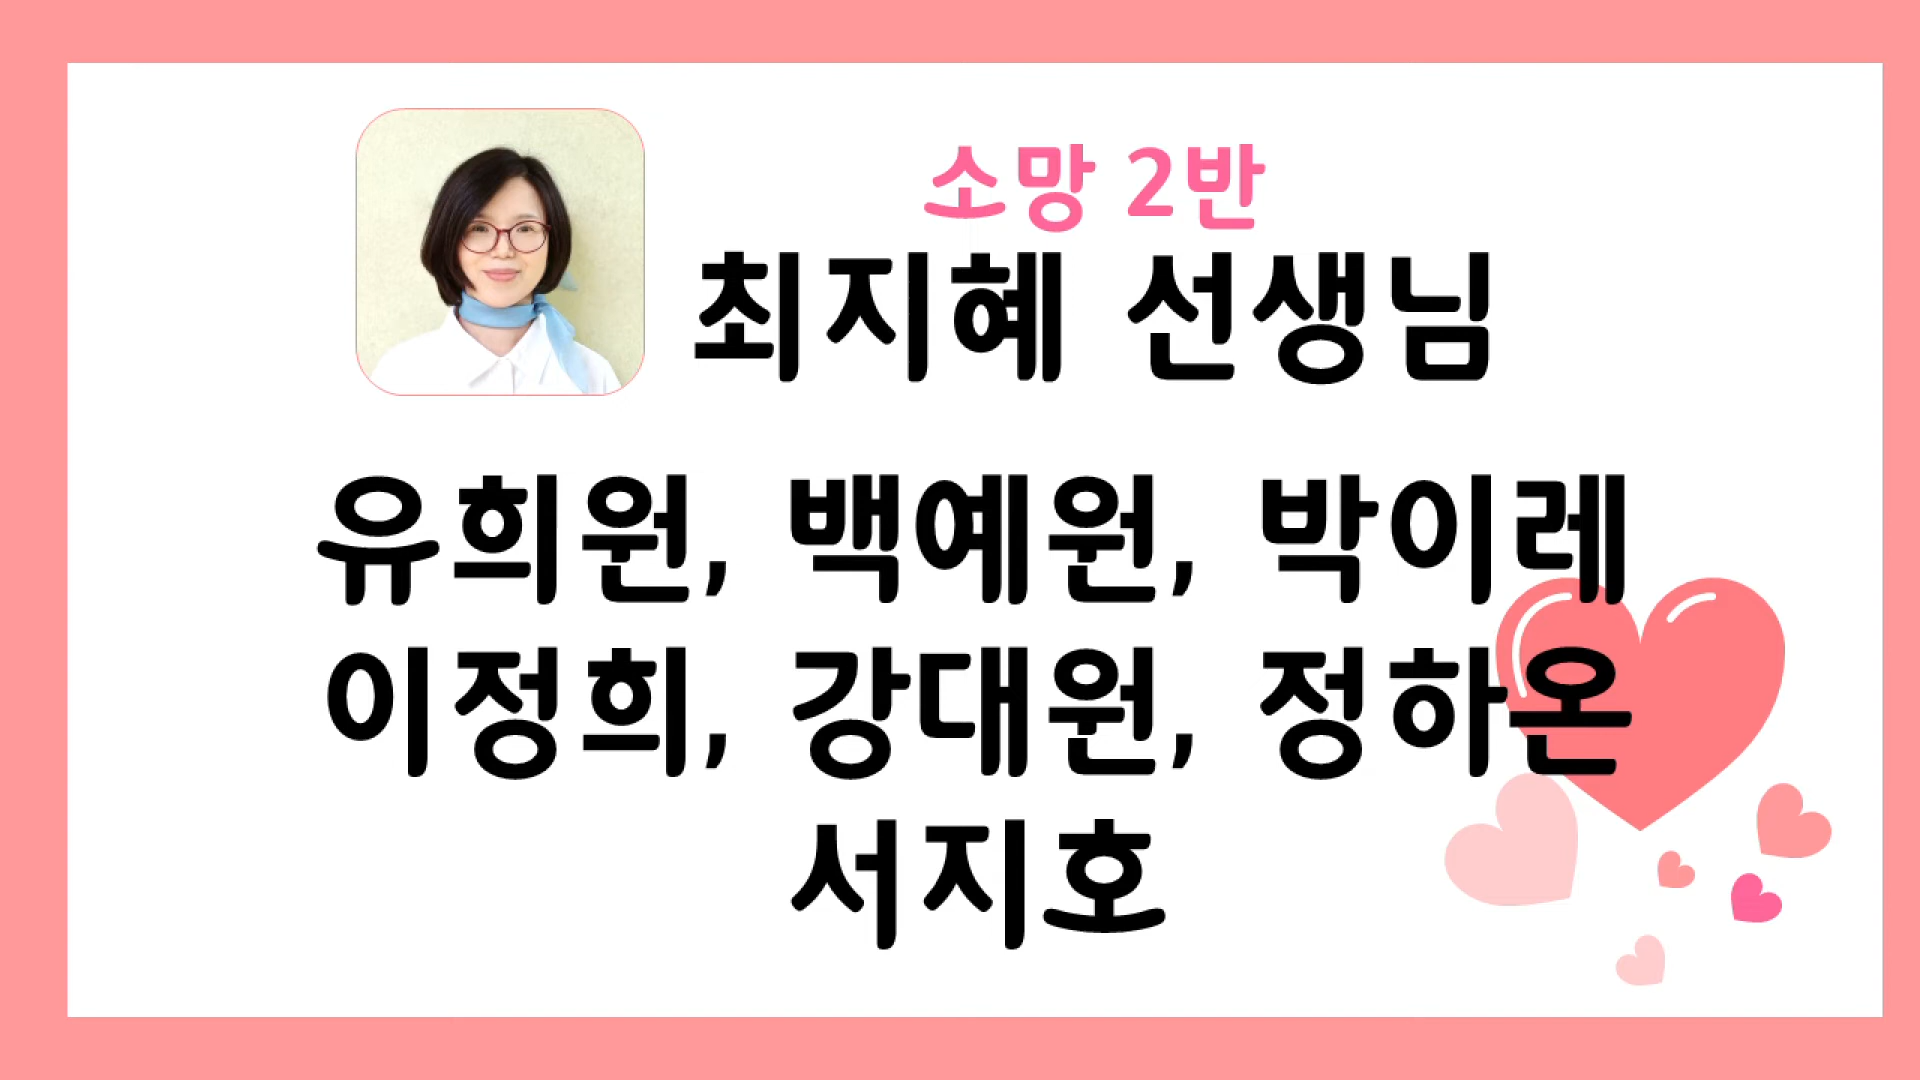 소망 2반
최지혜 선생님
유희원, 백예원, 박이레
이정희, 강대원, 정하온
서지호